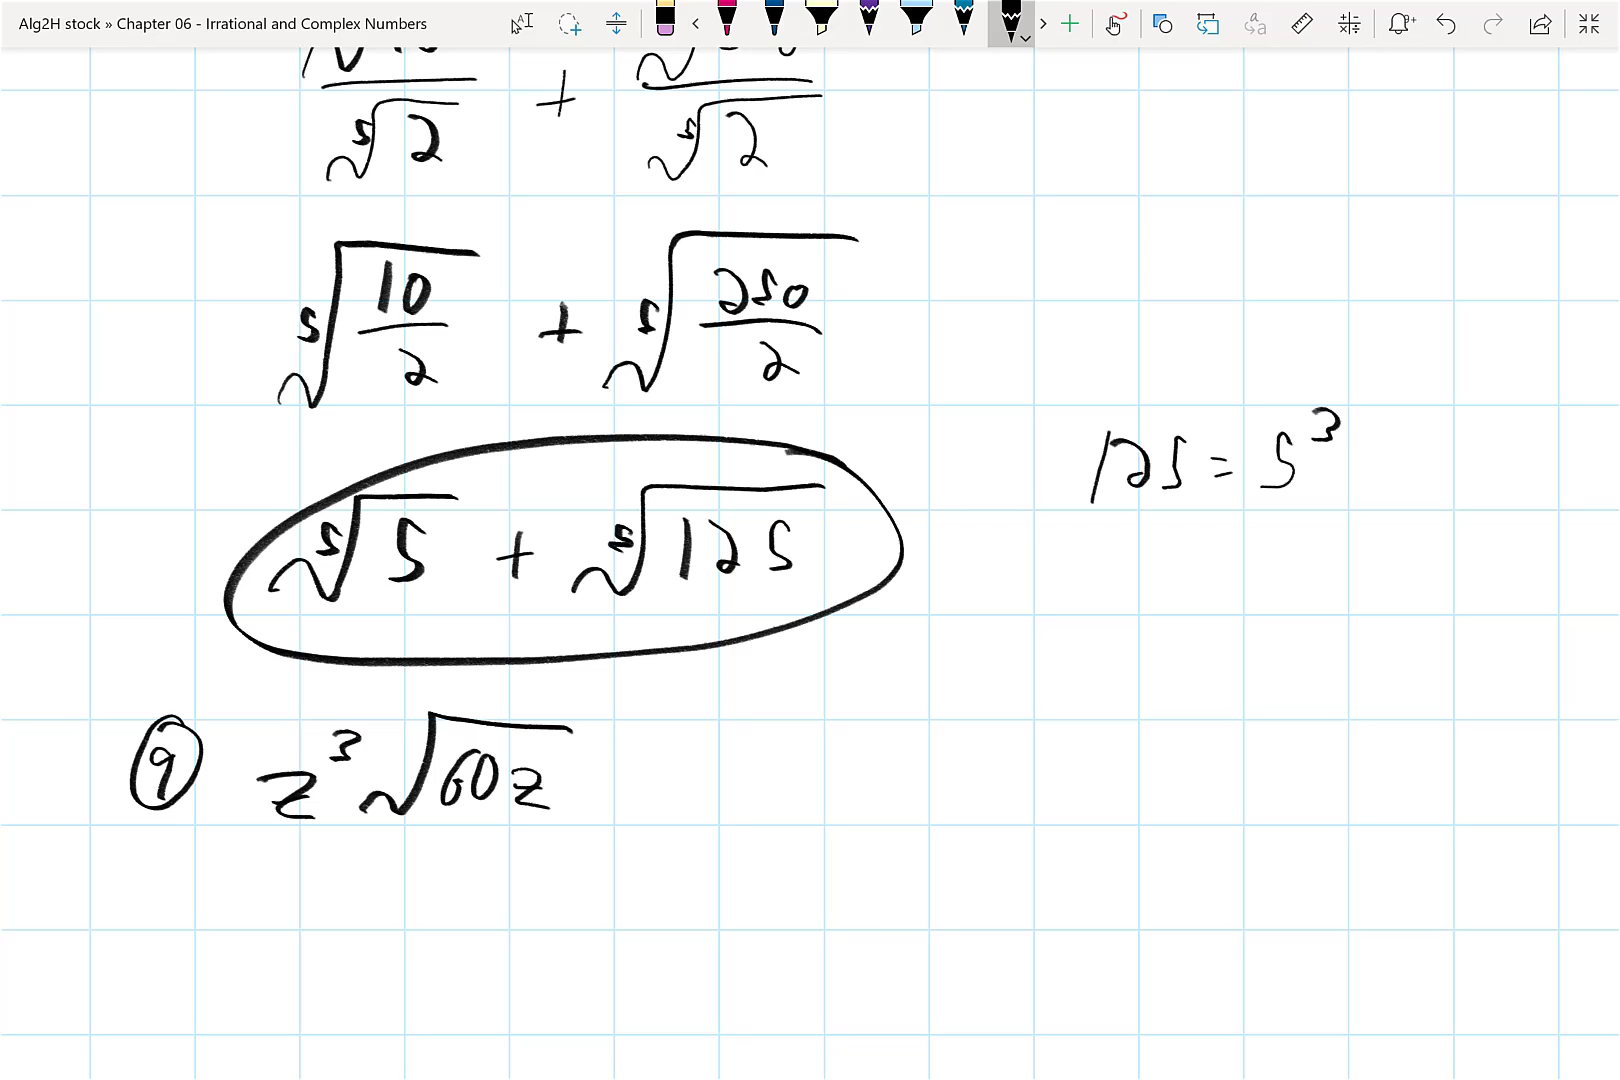 Alg2H stock » Chapter 06 - Irrational and Complex Numbers
⁵√2 + ⁵√2
⁵√(10/2) + ⁵√(250/2)
125 = 5³
⁵√5 + ⁵√125
⑨ z³√(60z)